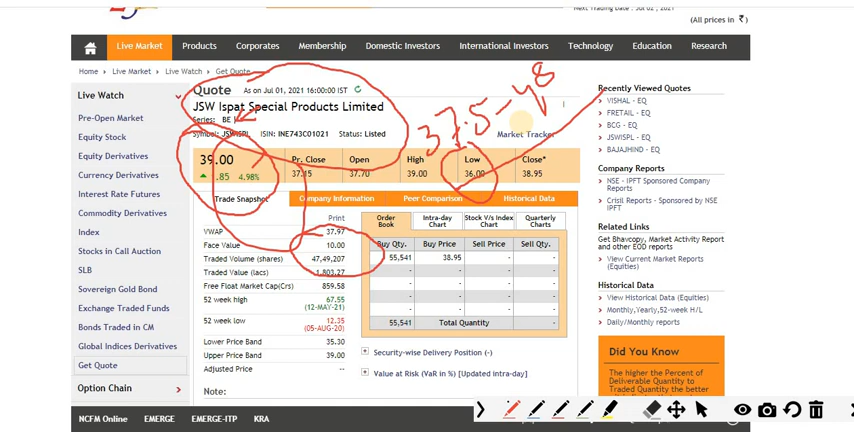 Next Trading Date : Jul 02 , 2021
(All prices in ₹ )
Live Market Products Corporates Membership Domestic Investors International Investors Technology Education Research
Home › Live Market › Live Watch › Get Quote
Live Watch
Pre-Open Market
Equity Stock
Equity Derivatives
Currency Derivatives
Interest Rate Futures
Commodity Derivatives
Index
Stocks in Call Auction
SLB
Sovereign Gold Bond
Exchange Traded Funds
Bonds Traded in CM
Global Indices Derivatives
Get Quote
Option Chain
Quote As on Jul 01, 2021 16:00:00 IST
JSW Ispat Special Products Limited
Series: BE |
Symbol: JSWISPL ISIN: INE743C01021 Status: Listed
Market Tracker
37.5-48
39.00 Pr. Close Open High Low Close*
.85 4.98% 37.15 37.70 39.00 36.00 38.95
Trade Snapshot Company Information Peer Comparison Historical Data
Print
VWAP 37.97
Face Value 10.00
Traded Volume (shares) 47,49,207
Traded Value (lacs) 1,803.27
Free Float Market Cap(Crs) 859.58
52 week high 67.55
(12-MAY-21)
52 week low 12.35
(05-AUG-20)
Lower Price Band 35.30
Upper Price Band 39.00
Adjusted Price --
Note:
Order Book Intra-day Chart Stock V/s Index Chart Quarterly Charts
Buy Qty. Buy Price Sell Price Sell Qty.
55,541 38.95 - -
- - - -
- - - -
- - - -
- - - -
55,541 Total Quantity -
Security-wise Delivery Position (-)
Value at Risk (VaR in %) [Updated intra-day]
Recently Viewed Quotes
VISHAL - EQ
FRETAIL - EQ
BCG - EQ
JSWISPL - EQ
BAJAJHIND - EQ
Company Reports
NSE - IPFT Sponsored Company
Reports
Crisil Reports - Sponsored by NSE
IPFT
Related Links
Get Bhavcopy, Market Activity Report
and other EOD reports
View Current Market Reports
(Equities)
Historical Data
View Historical Data (Equities)
Monthly,Yearly,52-week H/L
Daily/Monthly reports
Did You Know
The higher the Percent of
Deliverable Quantity to
Traded Quantity the better
NCFM Online EMERGE EMERGE-ITP KRA